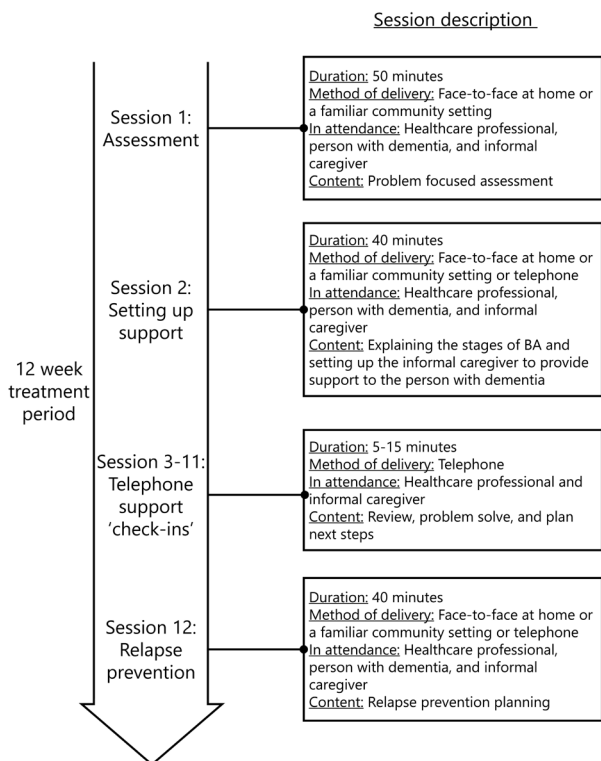 Session description
12 week
treatment
period
Session 1:
Assessment
Duration: 50 minutes
Method of delivery: Face-to-face at home or
a familiar community setting
In attendance: Healthcare professional,
person with dementia, and informal
caregiver
Content: Problem focused assessment
Session 2:
Setting up
support
Duration: 40 minutes
Method of delivery: Face-to-face at home or
a familiar community setting or telephone
In attendance: Healthcare professional,
person with dementia, and informal
caregiver
Content: Explaining the stages of BA and
setting up the informal caregiver to provide
support to the person with dementia
Session 3-11:
Telephone
support
‘check-ins’
Duration: 5-15 minutes
Method of delivery: Telephone
In attendance: Healthcare professional and
informal caregiver
Content: Review, problem solve, and plan
next steps
Session 12:
Relapse
prevention
Duration: 40 minutes
Method of delivery: Face-to-face at home or
a familiar community setting or telephone
In attendance: Healthcare professional,
person with dementia, and informal
caregiver
Content: Relapse prevention planning